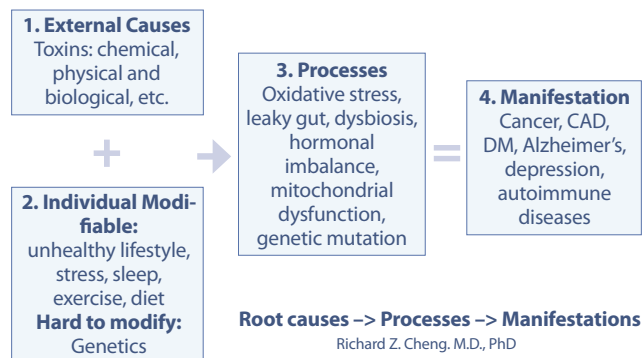 1. External Causes
Toxins: chemical,
physical and
biological, etc.
+
2. Individual Modi-
fiable:
unhealthy lifestyle,
stress, sleep,
exercise, diet
Hard to modify:
Genetics
3. Processes
Oxidative stress,
leaky gut, dysbiosis,
hormonal
imbalance,
mitochondrial
dysfunction,
genetic mutation
=
4. Manifestation
Cancer, CAD,
DM, Alzheimer’s,
depression,
autoimmune
diseases
Root causes –> Processes –> Manifestations
Richard Z. Cheng. M.D., PhD